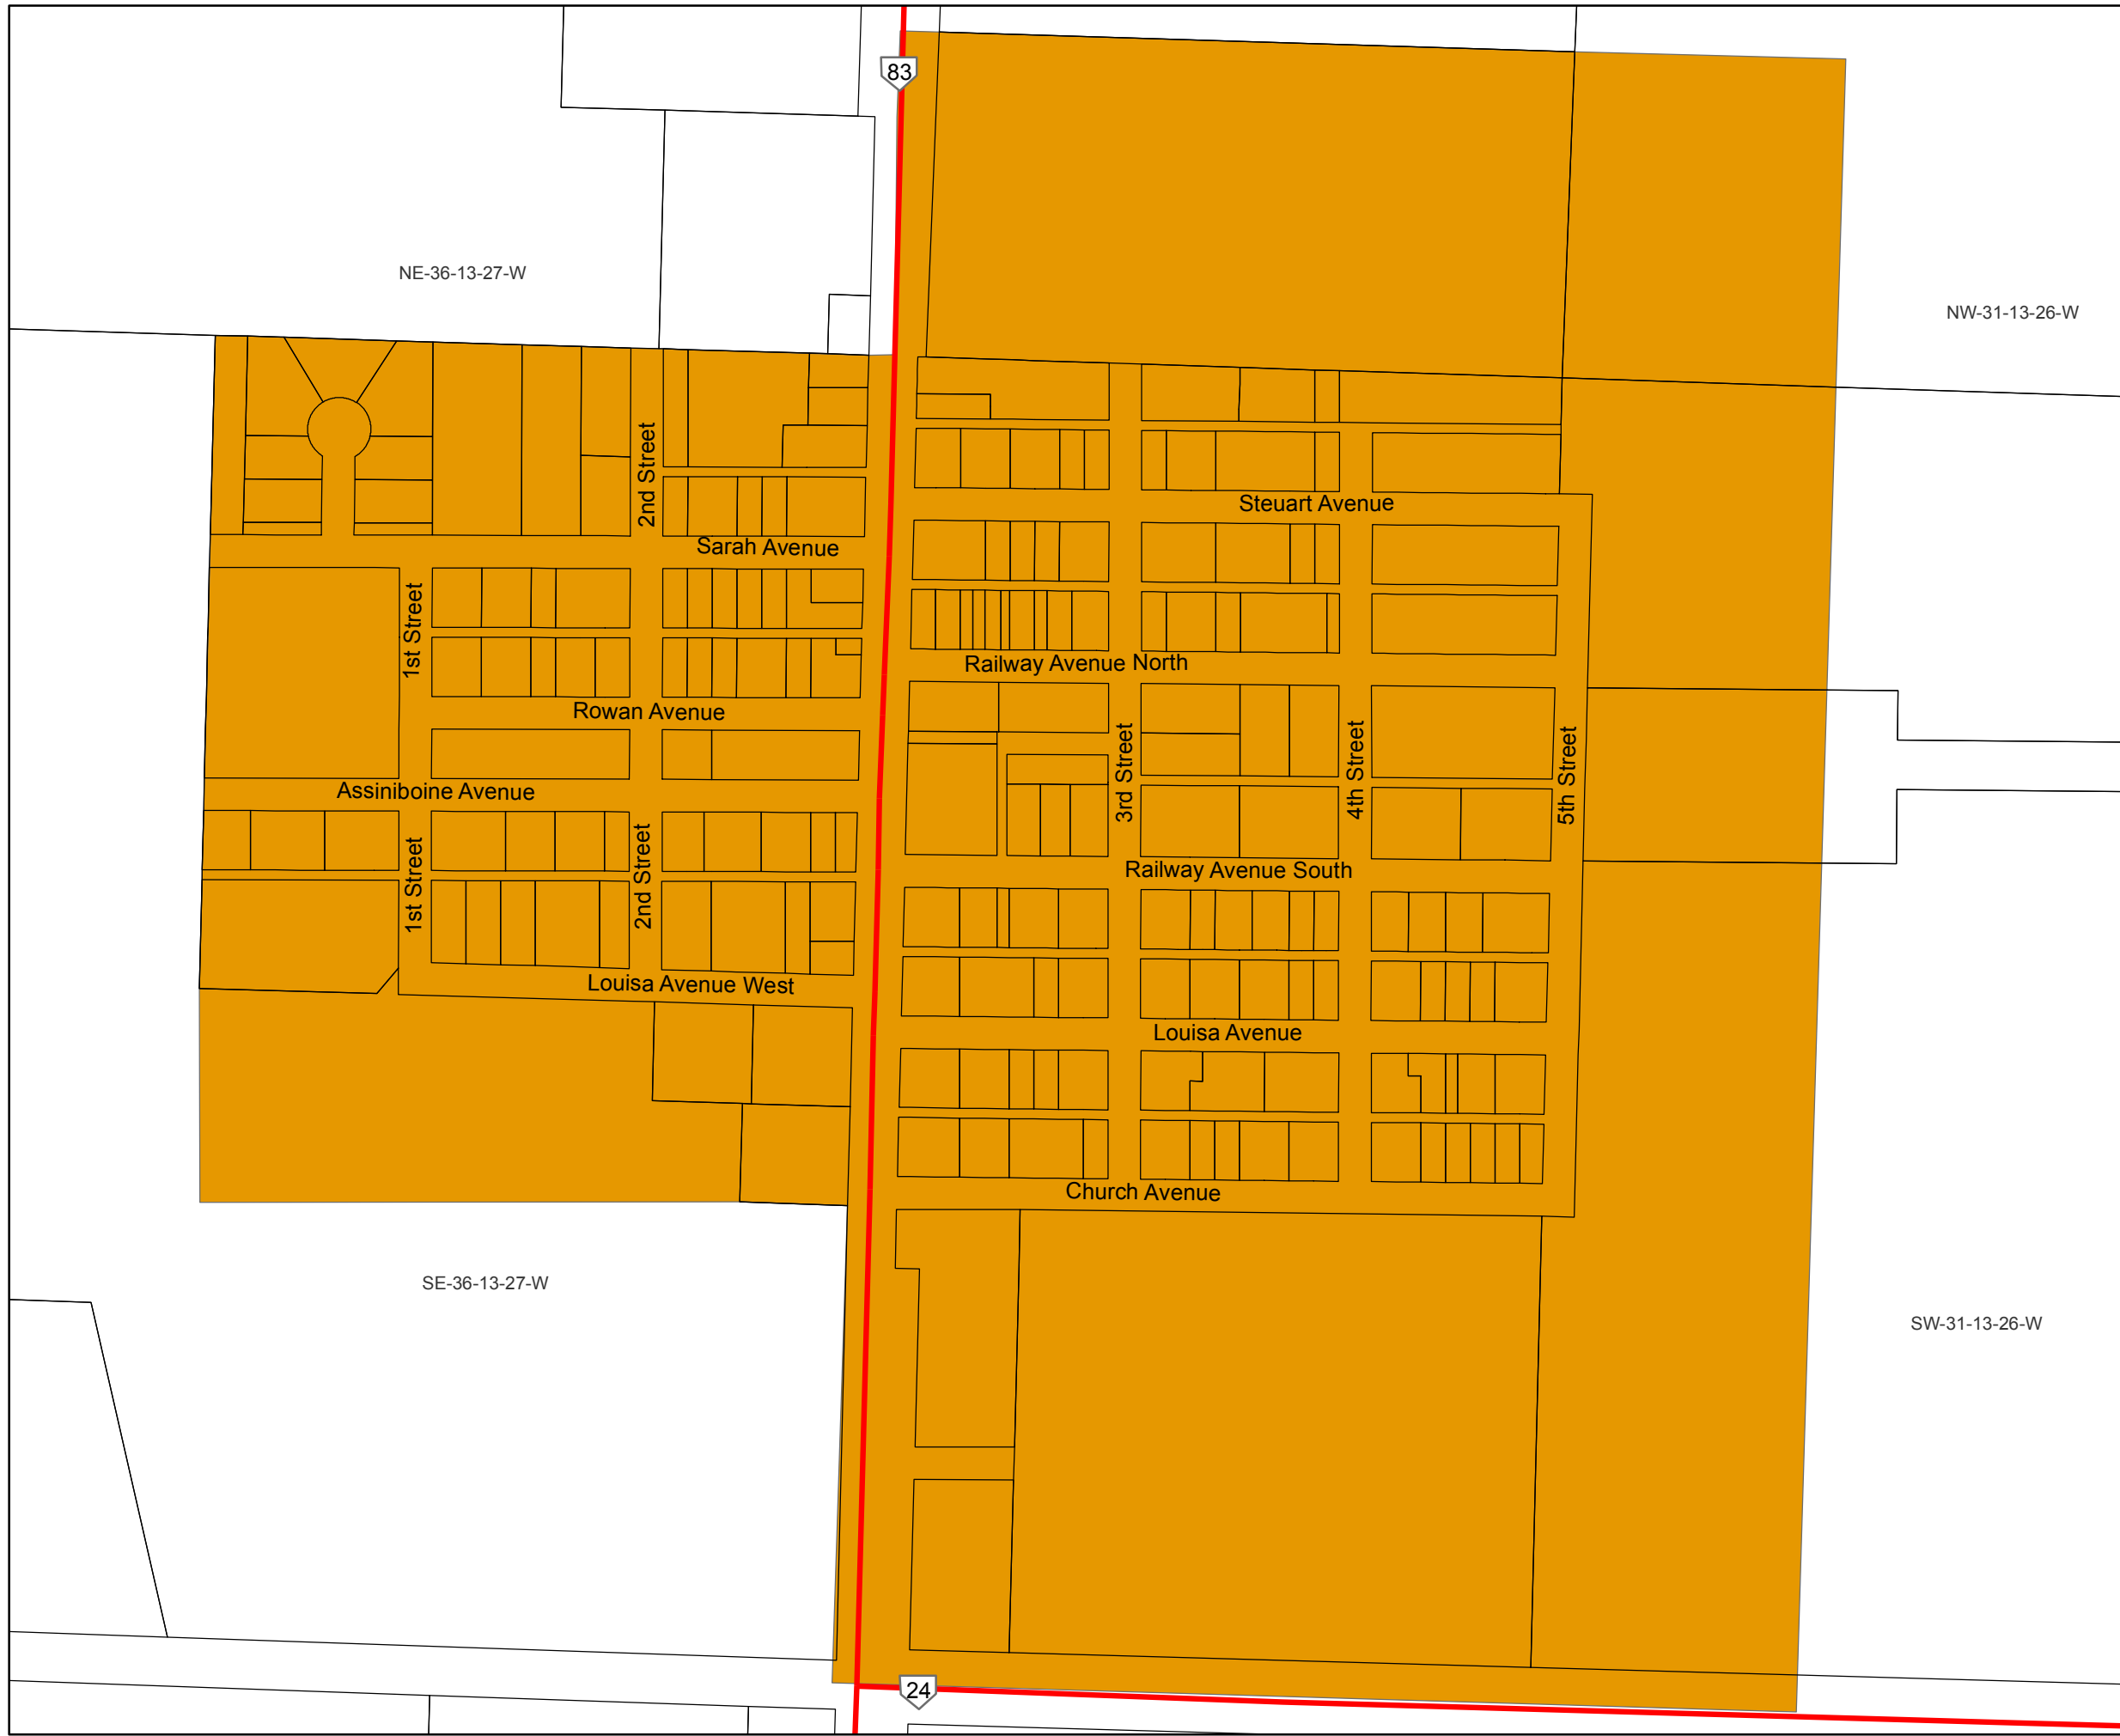 83
NE-36-13-27-W
NW-31-13-26-W
2nd Street
Steuart Avenue
Sarah Avenue
1st Street
Railway Avenue North
Rowan Avenue
3rd Street
4th Street
5th Street
Assiniboine Avenue
1st Street
2nd Street
Railway Avenue South
Louisa Avenue West
Louisa Avenue
Church Avenue
SE-36-13-27-W
SW-31-13-26-W
24